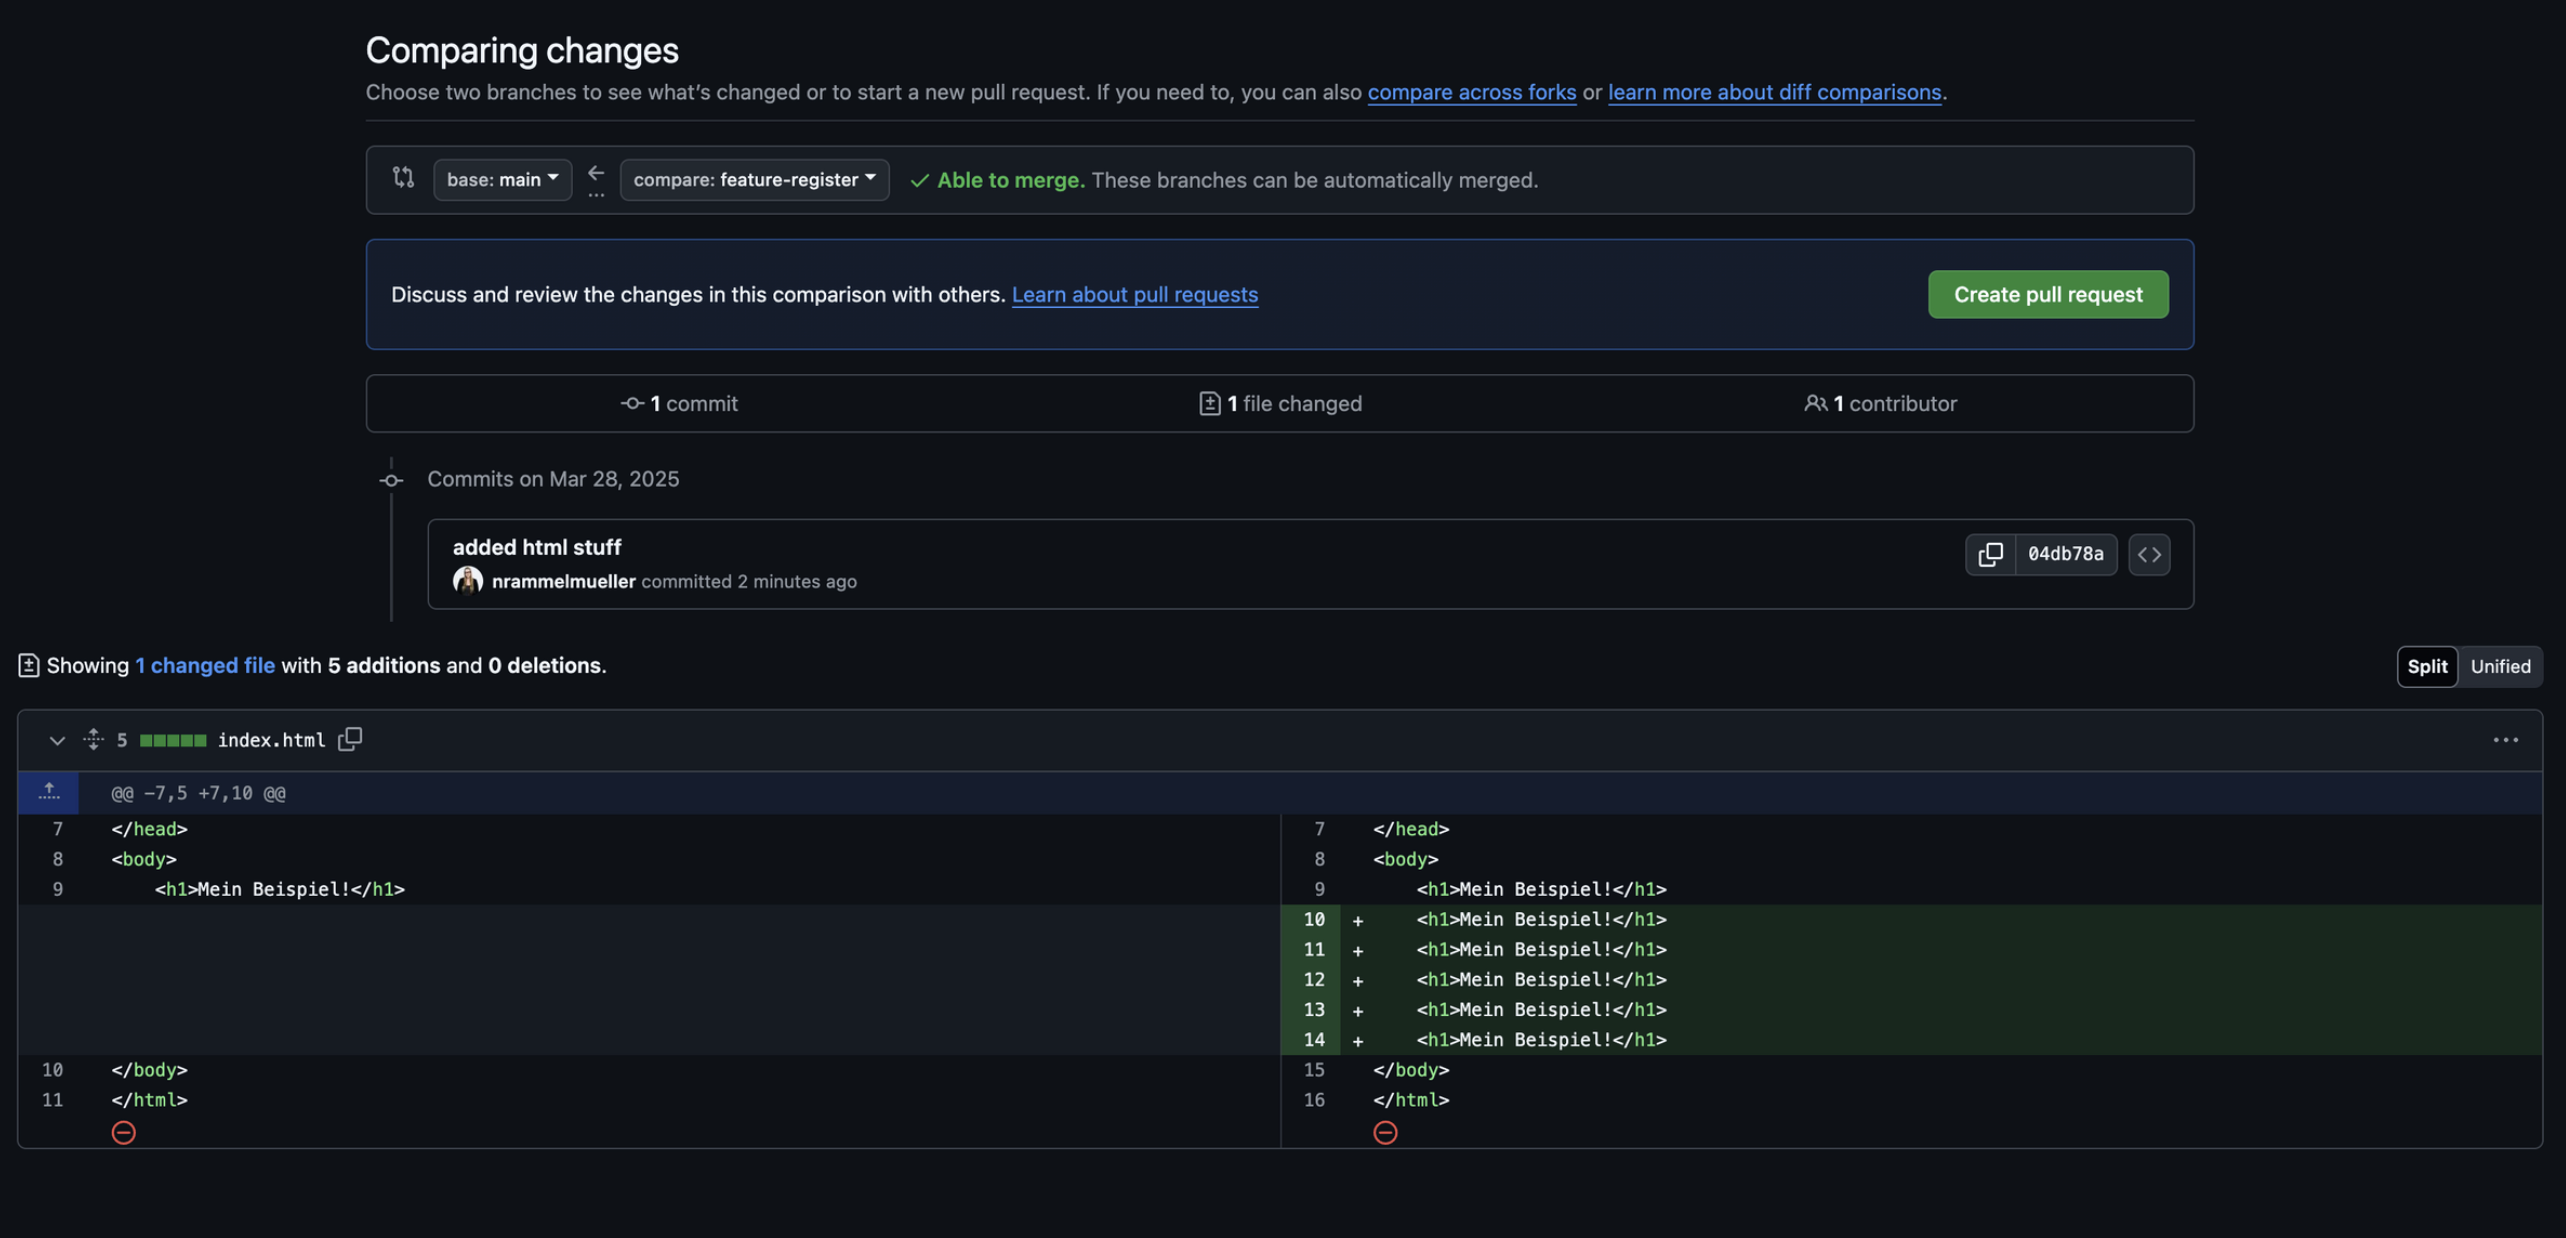 Comparing changes
Choose two branches to see what's changed or to start a new pull request. If you need to, you can also compare across forks or learn more about diff comparisons.
base: main ← ... compare: feature-register ✓ Able to merge. These branches can be automatically merged.
Discuss and review the changes in this comparison with others. Learn about pull requests Create pull request
1 commit 1 file changed 1 contributor
Commits on Mar 28, 2025
added html stuff
04db78a <>
nrammelmueller committed 2 minutes ago
Showing 1 changed file with 5 additions and 0 deletions. Split Unified
5 index.html ...
@@ -7,5 +7,10 @@
7 </head> 7 </head>
8 <body> 8 <body>
9 <h1>Mein Beispiel!</h1> 9 <h1>Mein Beispiel!</h1>
10 + <h1>Mein Beispiel!</h1>
11 + <h1>Mein Beispiel!</h1>
12 + <h1>Mein Beispiel!</h1>
13 + <h1>Mein Beispiel!</h1>
14 + <h1>Mein Beispiel!</h1>
10 </body> 15 </body>
11 </html> 16 </html>